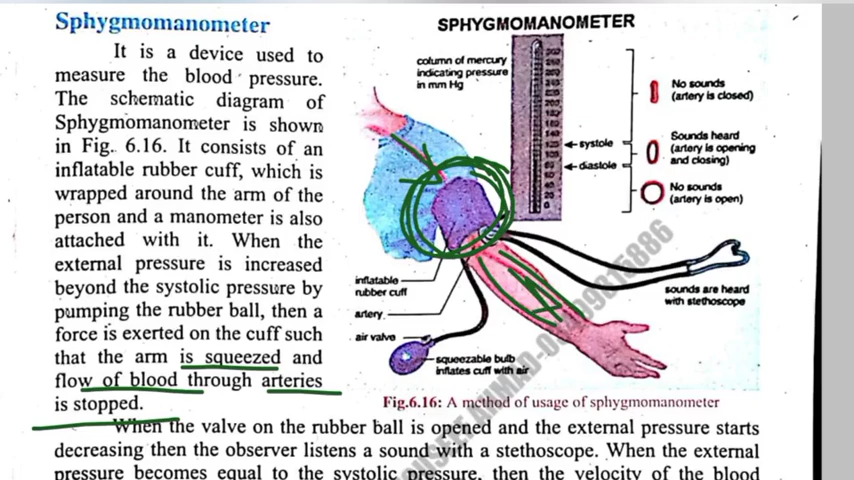 Sphygmomanometer
It is a device used to
measure the blood pressure.
The schematic diagram of
Sphygmomanometer is shown
in Fig. 6.16. It consists of an
inflatable rubber cuff, which is
wrapped around the arm of the
person and a manometer is also
attached with it. When the
external pressure is increased
beyond the systolic pressure by
pumping the rubber ball, then a
force is exerted on the cuff such
that the arm is squeezed and
flow of blood through arteries
is stopped.
SPHYGMOMANOMETER
column of mercury
indicating pressure
in mm Hg
systole
diastole
No sounds
(artery is closed)
Sounds heard
(artery is opening
and closing)
No sounds
(artery is open)
inflatable
rubber cuff
artery
air valve
squeezable bulb
inflates cuff with air
sounds are heard
with stethoscope
Fig.6.16: A method of usage of sphygmomanometer
When the valve on the rubber ball is opened and the external pressure starts
decreasing then the observer listens a sound with a stethoscope. When the external
pressure becomes equal to the systolic pressure, then the velocity of the blood